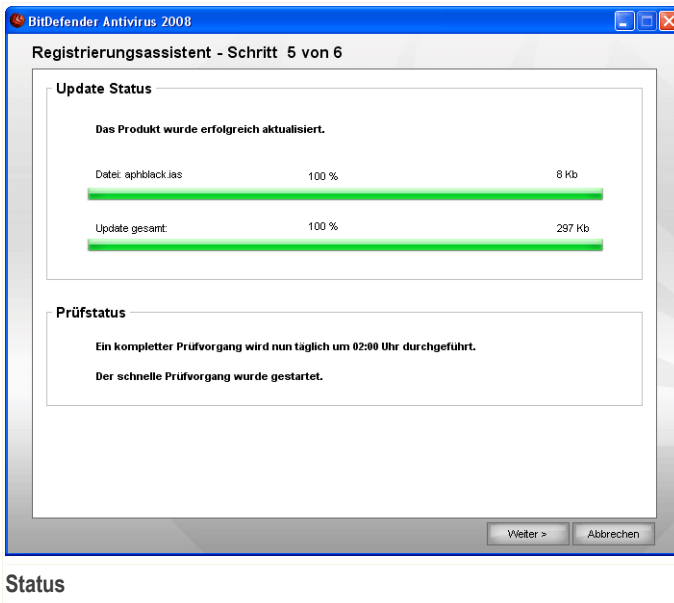 BitDefender Antivirus 2008
Registrierungsassistent - Schritt 5 von 6
Update Status
Das Produkt wurde erfolgreich aktualisiert.
Datei: aphblack.ias 100 % 8 Kb
Update gesamt: 100 % 297 Kb
Prüfstatus
Ein kompletter Prüfvorgang wird nun täglich um 02:00 Uhr durchgeführt.
Der schnelle Prüfvorgang wurde gestartet.
Weiter > Abbrechen
Status